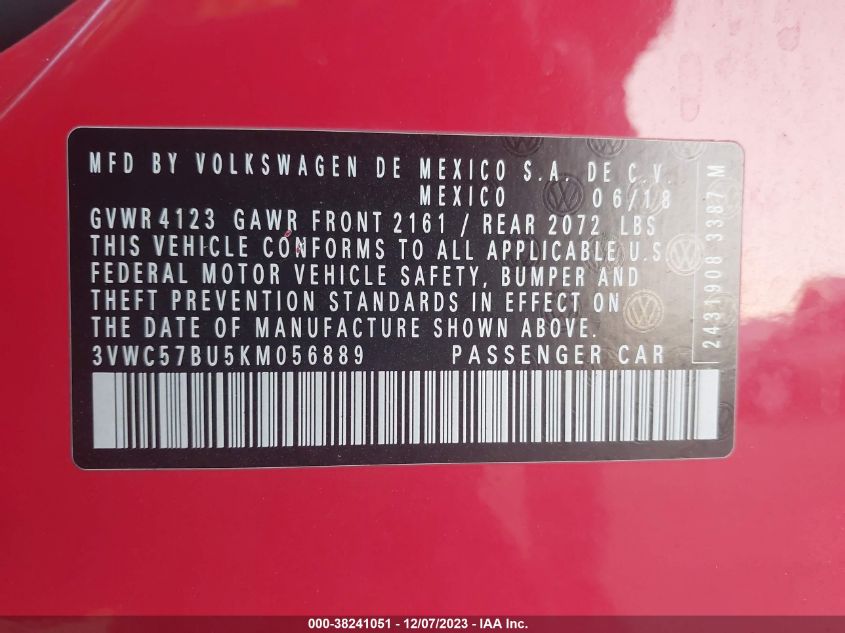 MFD BY VOLKSWAGEN DE MEXICO S.A. DE C.V.
MEXICO 06/18
GVWR 4123 GAWR FRONT 2161 / REAR 2072 LBS
THIS VEHICLE CONFORMS TO ALL APPLICABLE U.S.
FEDERAL MOTOR VEHICLE SAFETY, BUMPER AND
THEFT PREVENTION STANDARDS IN EFFECT ON
THE DATE OF MANUFACTURE SHOWN ABOVE.
3VWC57BU5KM056889 PASSENGER CAR
2431908 3387 M
000-38241051 - 12/07/2023 - IAA Inc.